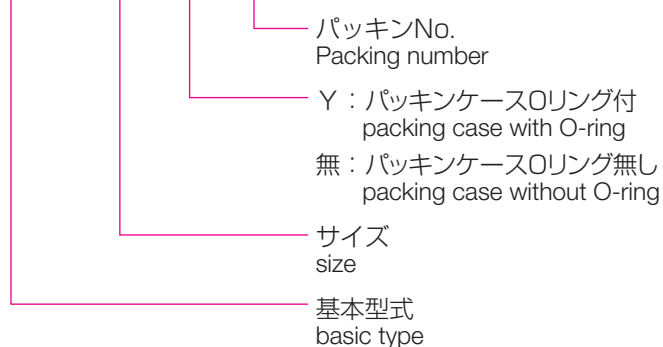 パッキンNo.
Packing number
Y：パッキンケースOリング付
packing case with O-ring
無：パッキンケースOリング無し
packing case without O-ring
サイズ
size
基本型式
basic type